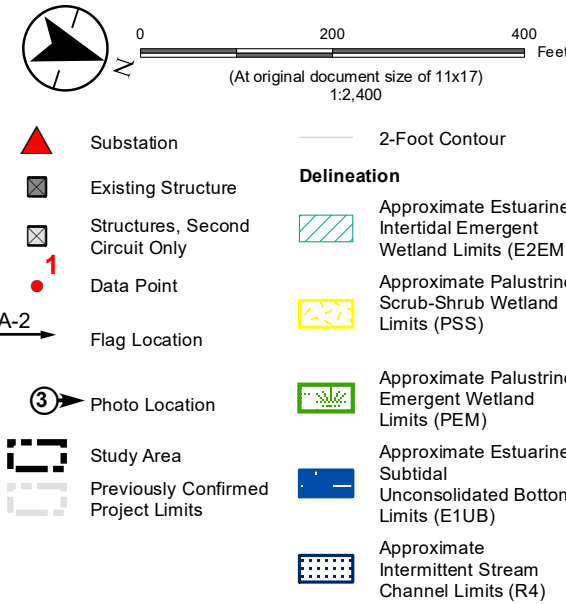 0 200 400
Feet
N
(At original document size of 11x17)
1:2,400
Substation
Existing Structure
Structures, Second
Circuit Only
1
Data Point
A-2
Flag Location
3
Photo Location
Study Area
Previously Confirmed
Project Limits
2-Foot Contour
Delineation
Approximate Estuarine
Intertidal Emergent
Wetland Limits (E2EM
Approximate Palustrine
Scrub-Shrub Wetland
Limits (PSS)
Approximate Palustrine
Emergent Wetland
Limits (PEM)
Approximate Estuarine
Subtidal
Unconsolidated Bottom
Limits (E1UB)
Approximate
Intermittent Stream
Channel Limits (R4)